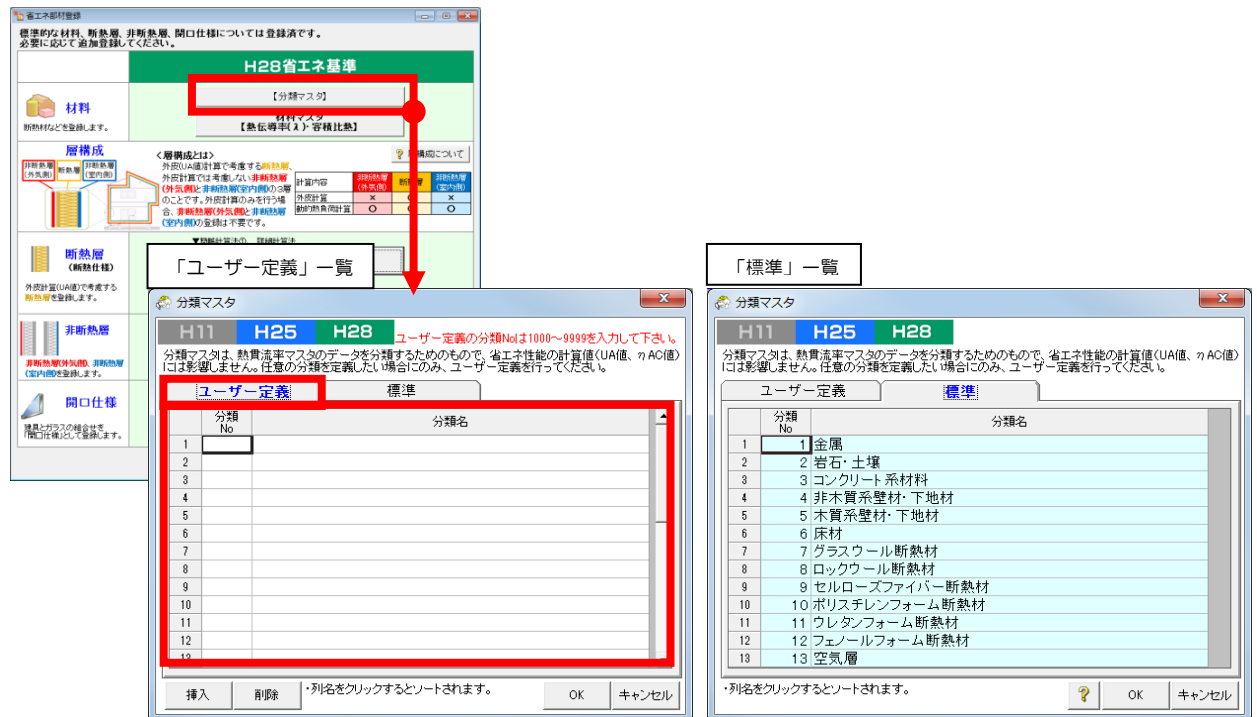 省エネ部材登録
標準的な材料、断熱層、非断熱層、開口仕様については登録済です。
必要に応じて追加登録してください。
H28省エネ基準
材料
断熱材などを登録します。
【分類マスタ】
材料マスタ
【熱伝導率(λ)・容積比熱】
層構成
非断熱層
(外気側)
断熱層
非断熱層
(室内側)
<層構成とは>
外皮(UA値)計算で考慮する断熱層、
外皮計算では考慮しない非断熱層
(外気側)と非断熱層(室内側)の3層
のことです。外皮計算のみを行う場
合、非断熱層(外気側)と非断熱層
(室内側)の登録は不要です。
? 層構成について
計算内容 非断熱層(外気側) 断熱層 非断熱層(室内側)
外皮計算 × ○ ×
動的熱負荷計算 ○ ○ ○
断熱層
(断熱仕様)
外皮計算(UA値)で考慮する
断熱層を登録します。
非断熱層
非断熱層(外気側)、非断熱層
(室内側)を登録します。
開口仕様
建具とガラスの組合せを
「開口仕様」として登録します。
「ユーザー定義」一覧
分類マスタ
H11 H25 H28
ユーザー定義の分類Noは1000～9999を入力して下さい。
分類マスタは、熱貫流率マスタのデータを分類するためのもので、省エネ性能の計算値(UA値、ηAC値)
には影響しません。任意の分類を定義したい場合にのみ、ユーザー定義を行ってください。
ユーザー定義 標準
分類No 分類名
1
2
3
4
5
6
7
8
9
10
11
12
13
挿入 削除 ・列名をクリックするとソートされます。 OK キャンセル
「標準」一覧
分類マスタ
H11 H25 H28
分類マスタは、熱貫流率マスタのデータを分類するためのもので、省エネ性能の計算値(UA値、ηAC値)
には影響しません。任意の分類を定義したい場合にのみ、ユーザー定義を行ってください。
ユーザー定義 標準
分類No 分類名
1 1 金属
2 2 岩石・土壌
3 3 コンクリート系材料
4 4 非木質系壁材・下地材
5 5 木質系壁材・下地材
6 6 床材
7 7 グラスウール断熱材
8 8 ロックウール断熱材
9 9 セルローズファイバー断熱材
10 10 ポリスチレンフォーム断熱材
11 11 ウレタンフォーム断熱材
12 12 フェノールフォーム断熱材
13 13 空気層
・列名をクリックするとソートされます。 ? OK キャンセル